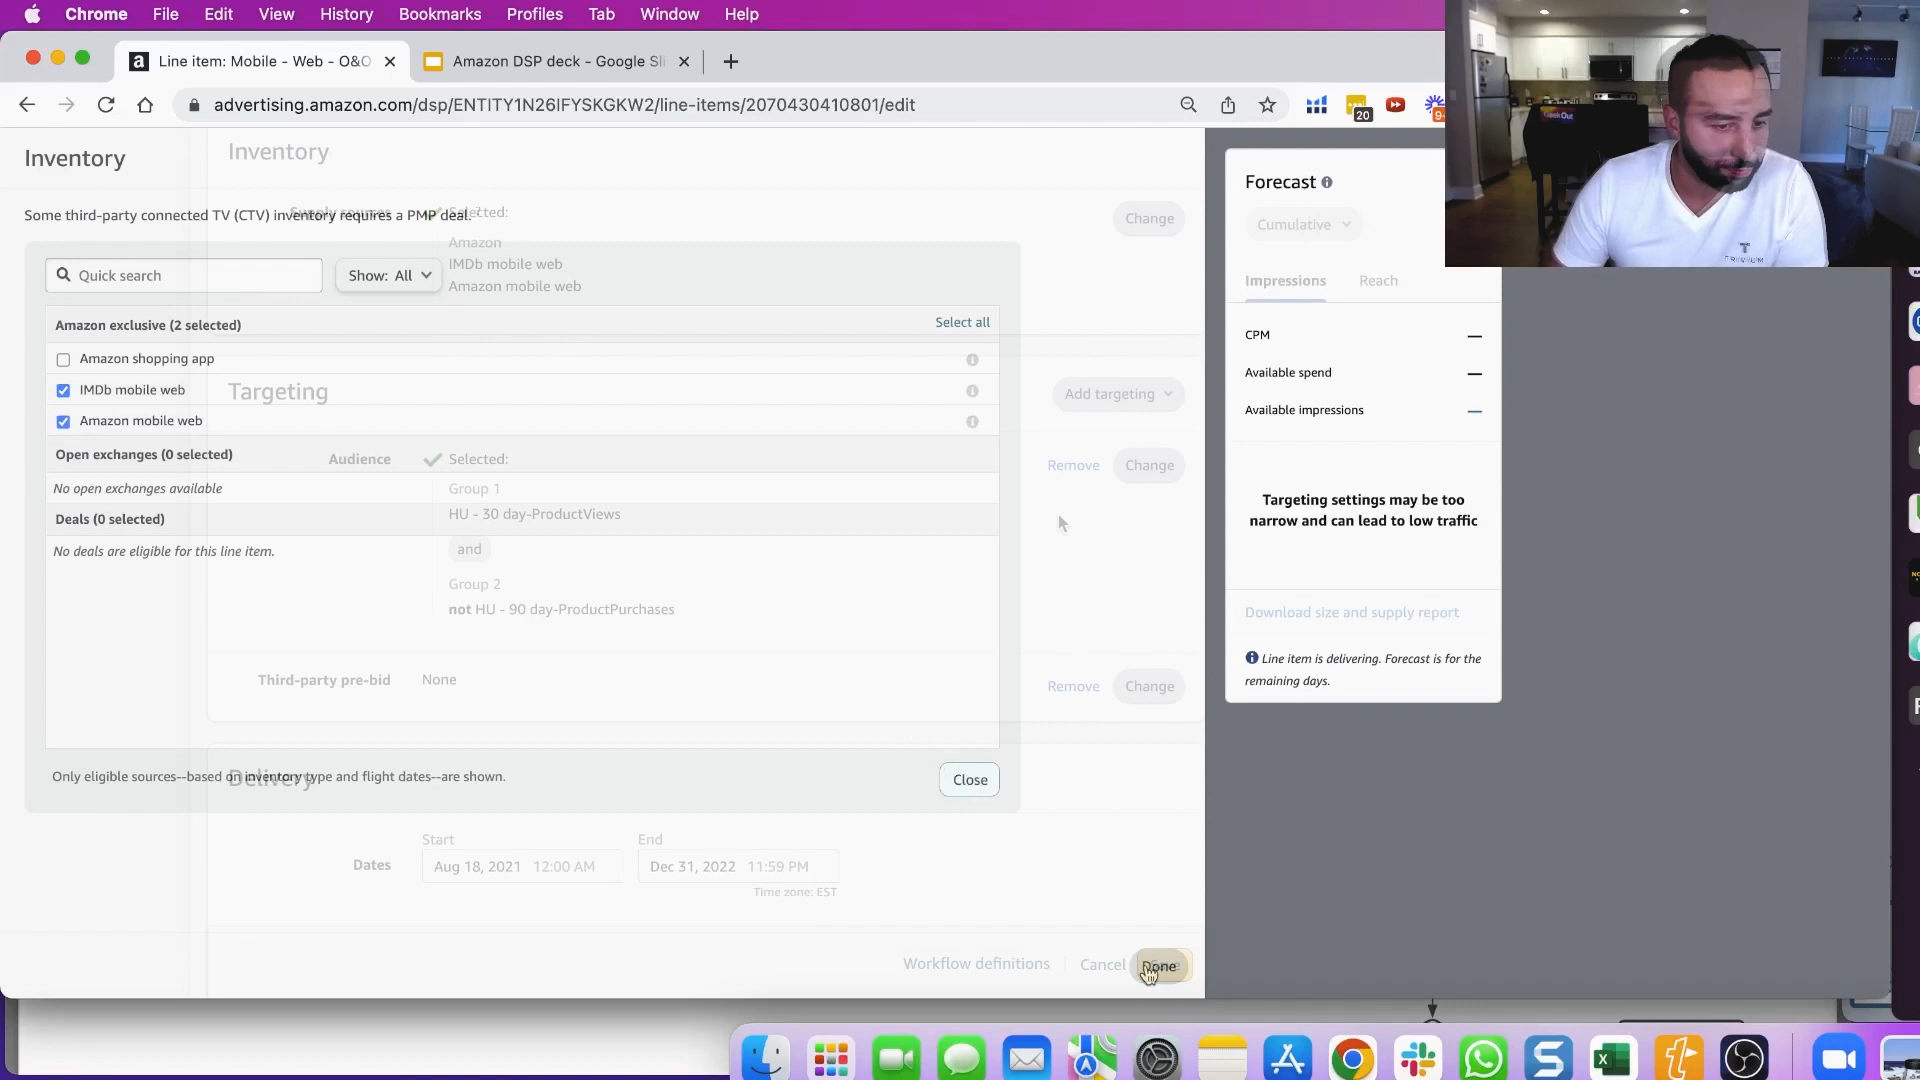 Chrome File Edit View History Bookmarks Profiles Tab Window Help
a Line item: Mobile - Web - O&O
Amazon DSP deck - Google Sli
advertising.amazon.com/dsp/ENTITY1N26IFYSKGKW2/line-items/2070430410801/edit
20
9+
Inventory
Inventory
Some third-party connected TV (CTV) inventory requires a PMP deal.
Selected:
Change
Amazon
IMDb mobile web
Amazon mobile web
Quick search
Show: All
Amazon exclusive (2 selected)
Select all
Amazon shopping app
IMDb mobile web
Amazon mobile web
Targeting
Add targeting
Open exchanges (0 selected)
No open exchanges available
Deals (0 selected)
No deals are eligible for this line item.
Audience
Selected:
Remove
Change
Group 1
HU - 30 day-ProductViews
and
Group 2
not HU - 90 day-ProductPurchases
Third-party pre-bid
None
Remove
Change
Only eligible sources--based on inventory type and flight dates--are shown.
Delivery
Close
Start
End
Dates
Aug 18, 2021 12:00 AM
Dec 31, 2022 11:59 PM
Time zone: EST
Workflow definitions
Cancel
Done
Forecast
Cumulative
Impressions
Reach
CPM —
Available spend —
Available impressions —
Targeting settings may be too
narrow and can lead to low traffic
Download size and supply report
Line item is delivering. Forecast is for the
remaining days.
TRIVIUM